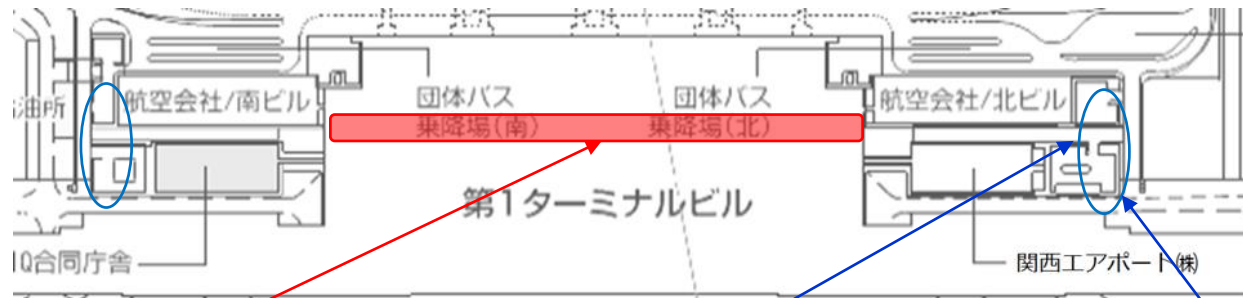 油所
航空会社/南ビル
団体バス
乗降場(南)
団体バス
乗降場(北)
航空会社/北ビル
第1ターミナルビル
IQ合同庁舎
関西エアポート㈱